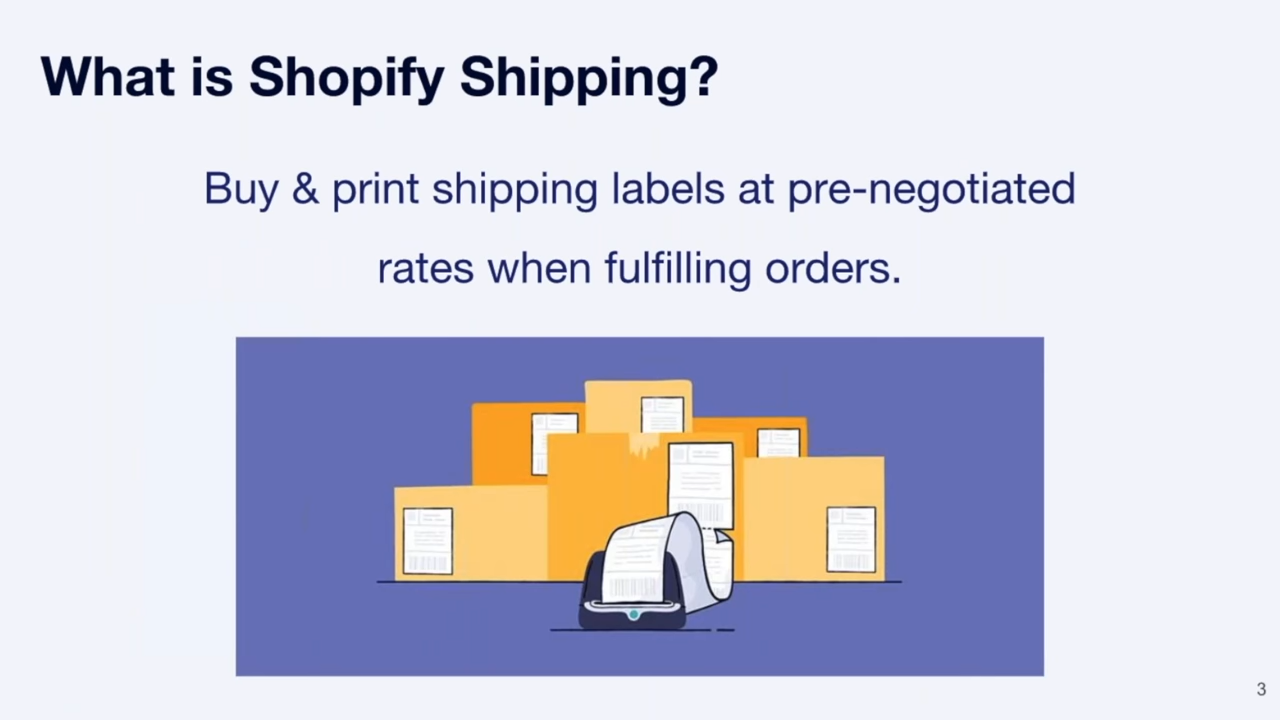 What is Shopify Shipping?
Buy & print shipping labels at pre-negotiated
rates when fulfilling orders.
3